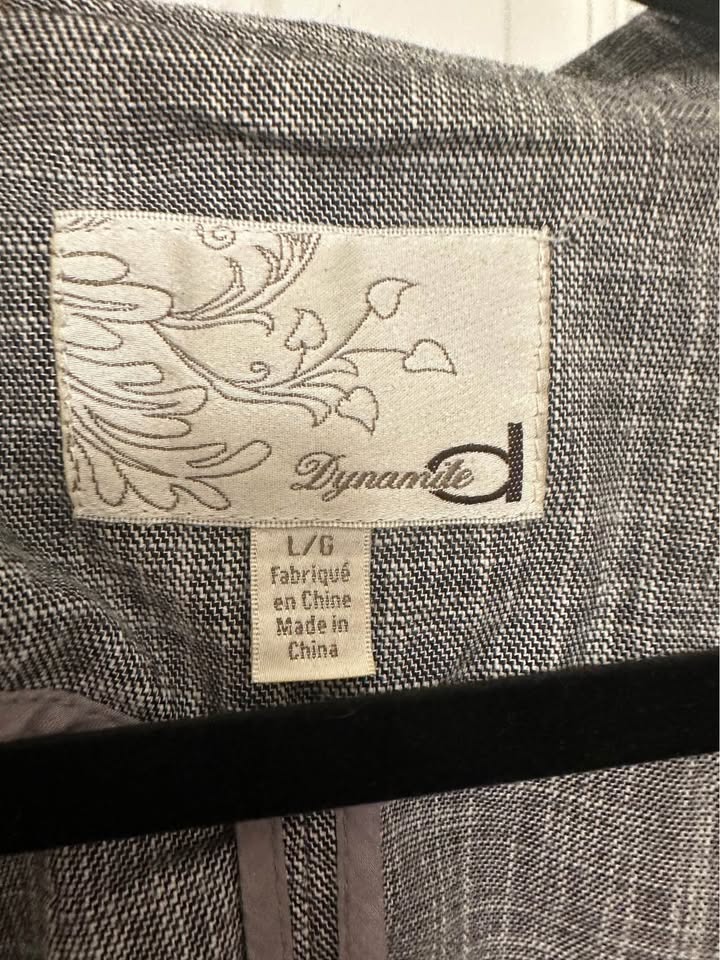 Dynamite
d
L/G
Fabriqué
en Chine
Made in
China